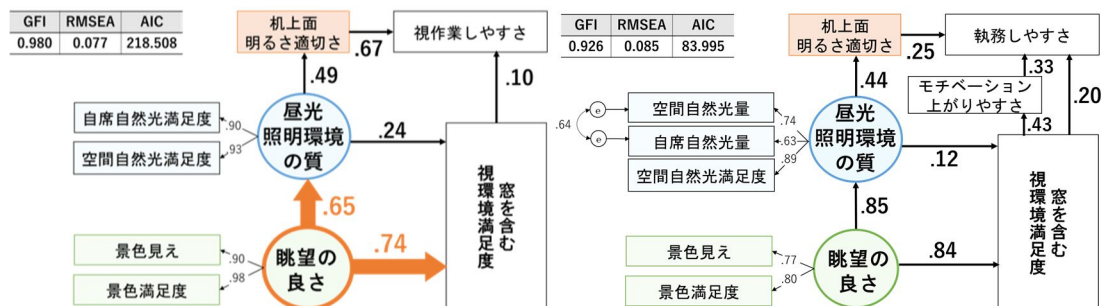 GFI RMSEA AIC
0.980 0.077 218.508
机上面
明るさ適切さ
.67
視作業しやすさ
.49
.10
自席自然光満足度
.90
空間自然光満足度
.93
昼光
照明環境
の質
.24
窓を含む
視環境満足度
.65
.74
景色見え
.90
景色満足度
.98
眺望の
良さ
GFI RMSEA AIC
0.926 0.085 83.995
机上面
明るさ適切さ
.25
執務しやすさ
.44
.33
モチベーション
上がりやすさ
.20
.43
.64
e
e
空間自然光量
.74
自席自然光量
.63
空間自然光満足度
.89
昼光
照明環境
の質
.12
窓を含む
視環境満足度
.85
.84
景色見え
.77
景色満足度
.80
眺望の
良さ